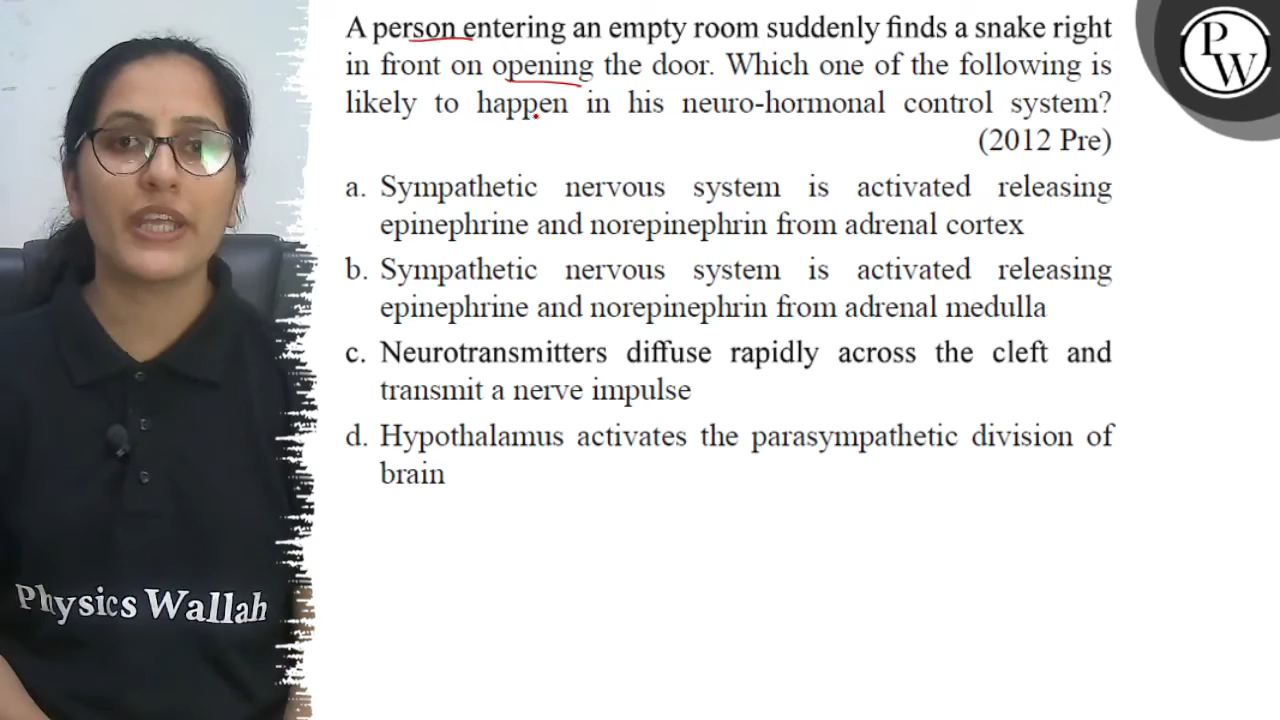 A person entering an empty room suddenly finds a snake right
in front on opening the door. Which one of the following is
likely to happen in his neuro-hormonal control system?
(2012 Pre)
a. Sympathetic nervous system is activated releasing
epinephrine and norepinephrin from adrenal cortex
b. Sympathetic nervous system is activated releasing
epinephrine and norepinephrin from adrenal medulla
c. Neurotransmitters diffuse rapidly across the cleft and
transmit a nerve impulse
d. Hypothalamus activates the parasympathetic division of
brain
P
W
Physics Wallah